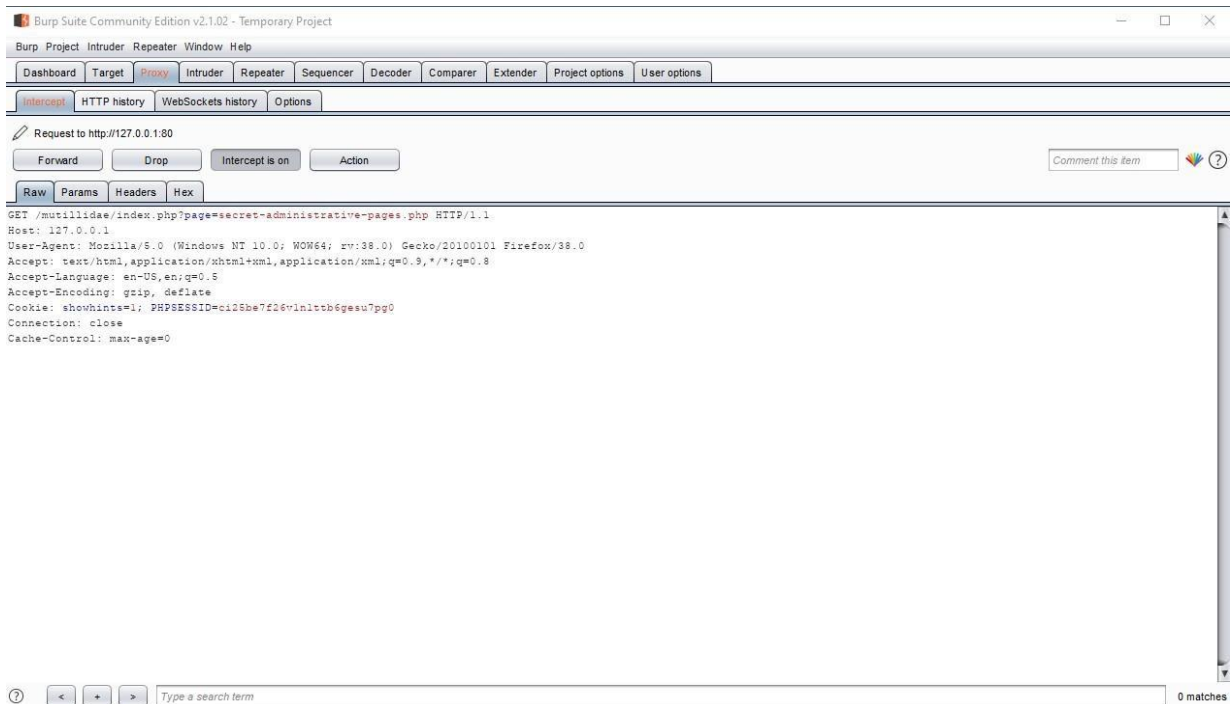 Burp Suite Community Edition v2.1.02 - Temporary Project
Burp Project Intruder Repeater Window Help
Dashboard Target Proxy Intruder Repeater Sequencer Decoder Comparer Extender Project options User options
Intercept HTTP history WebSockets history Options
Request to http://127.0.0.1:80
Forward Drop Intercept is on Action Comment this item ?
Raw Params Headers Hex
GET /mutillidae/index.php?page=secret-administrative-pages.php HTTP/1.1
Host: 127.0.0.1
User-Agent: Mozilla/5.0 (Windows NT 10.0; WOW64; rv:38.0) Gecko/20100101 Firefox/38.0
Accept: text/html,application/xhtml+xml,application/xml;q=0.9,*/*;q=0.8
Accept-Language: en-US,en;q=0.5
Accept-Encoding: gzip, deflate
Cookie: showhints=1; PHPSESSID=ci25be7f26v1n1ttb6gesu7pg0
Connection: close
Cache-Control: max-age=0
? < + > Type a search term 0 matches